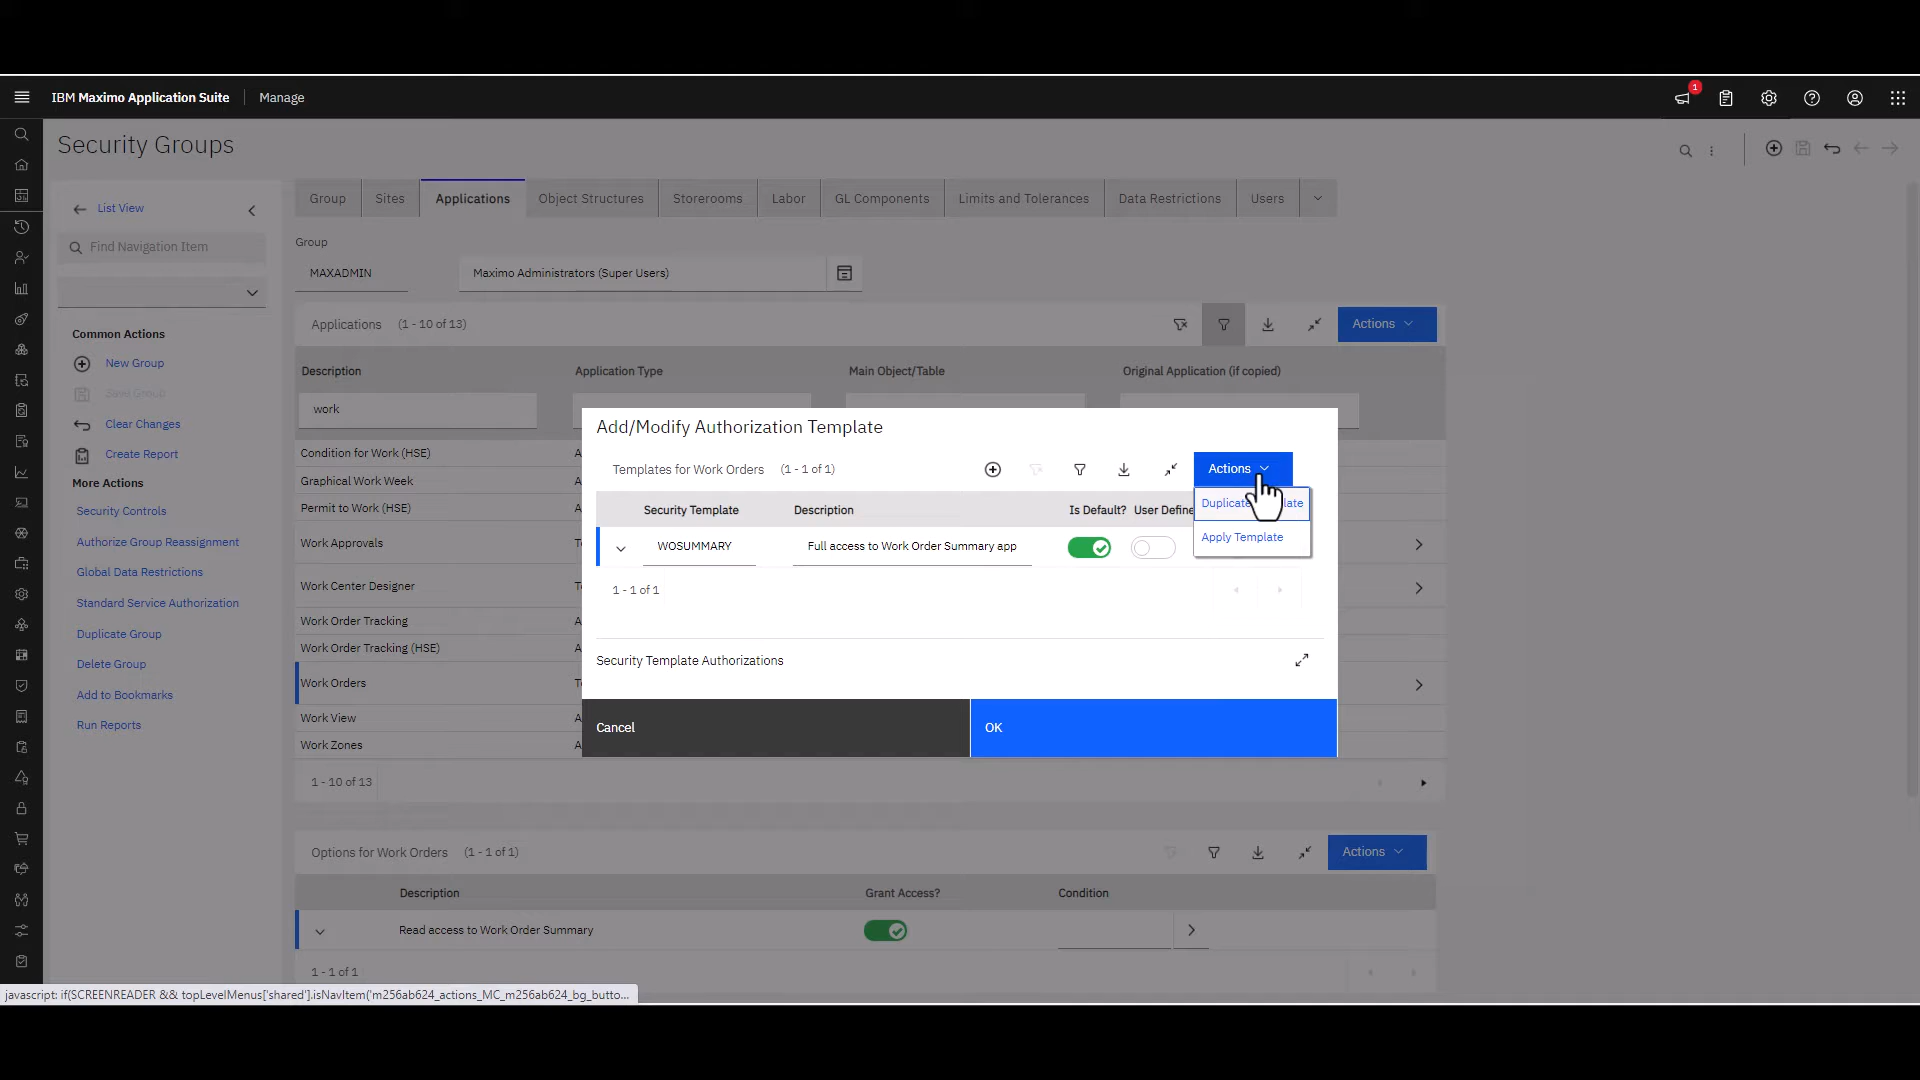 IBM Maximo Application Suite
Manage
1
Security Groups
List View
Find Navigation Item
Common Actions
New Group
Save Group
Clear Changes
Create Report
More Actions
Security Controls
Authorize Group Reassignment
Global Data Restrictions
Standard Service Authorization
Duplicate Group
Delete Group
Add to Bookmarks
Run Reports
Group
Sites
Applications
Object Structures
Storerooms
Labor
GL Components
Limits and Tolerances
Data Restrictions
Users
Group
MAXADMIN
Maximo Administrators (Super Users)
Applications (1 - 10 of 13)
Actions
Description
Application Type
Main Object/Table
Original Application (if copied)
work
Condition for Work (HSE)
Graphical Work Week
Permit to Work (HSE)
Work Approvals
Work Center Designer
Work Order Tracking
Work Order Tracking (HSE)
Work Orders
Work View
Work Zones
1 - 10 of 13
Add/Modify Authorization Template
Templates for Work Orders (1 - 1 of 1)
Actions
Duplicate
Apply Template
Security Template
Description
Is Default?
User Define
WOSUMMARY
Full access to Work Order Summary app
1 - 1 of 1
Security Template Authorizations
Cancel
OK
Options for Work Orders (1 - 1 of 1)
Actions
Description
Grant Access?
Condition
Read access to Work Order Summary
1 - 1 of 1
javascript: if(SCREENREADER && topLevelMenus['shared'].isNavItem('m256ab624_actions_MC_m256ab624_bg_butto...